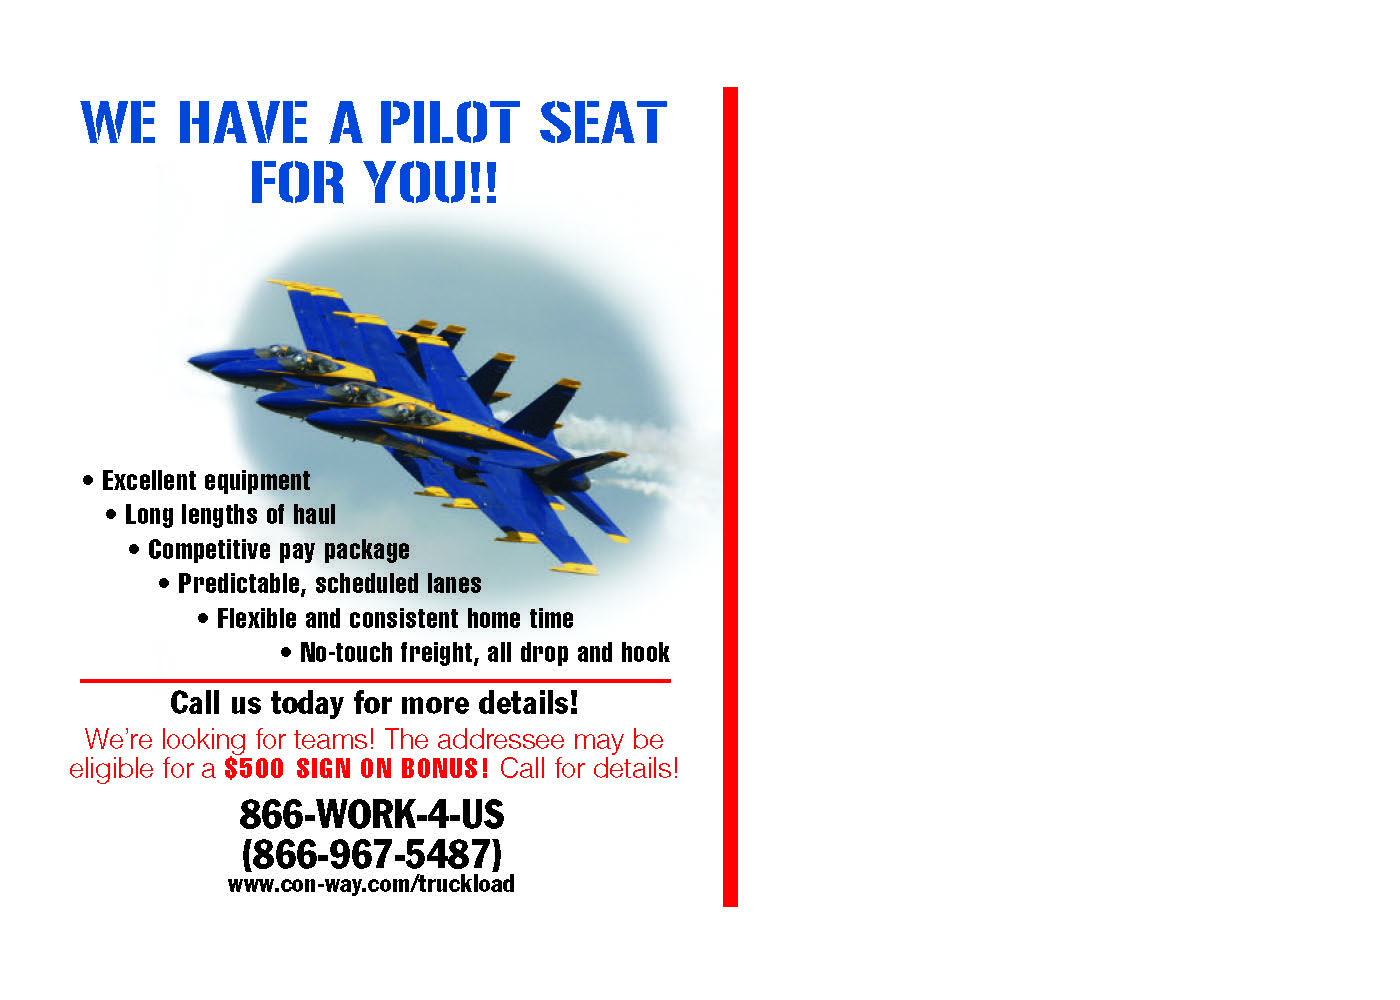 WE HAVE A PILOT SEAT
FOR YOU!!
• Excellent equipment
• Long lengths of haul
• Competitive pay package
• Predictable, scheduled lanes
• Flexible and consistent home time
• No-touch freight, all drop and hook
Call us today for more details!
We're looking for teams! The addressee may be
eligible for a $500 SIGN ON BONUS! Call for details!
866-WORK-4-US
(866-967-5487)
www.con-way.com/truckload